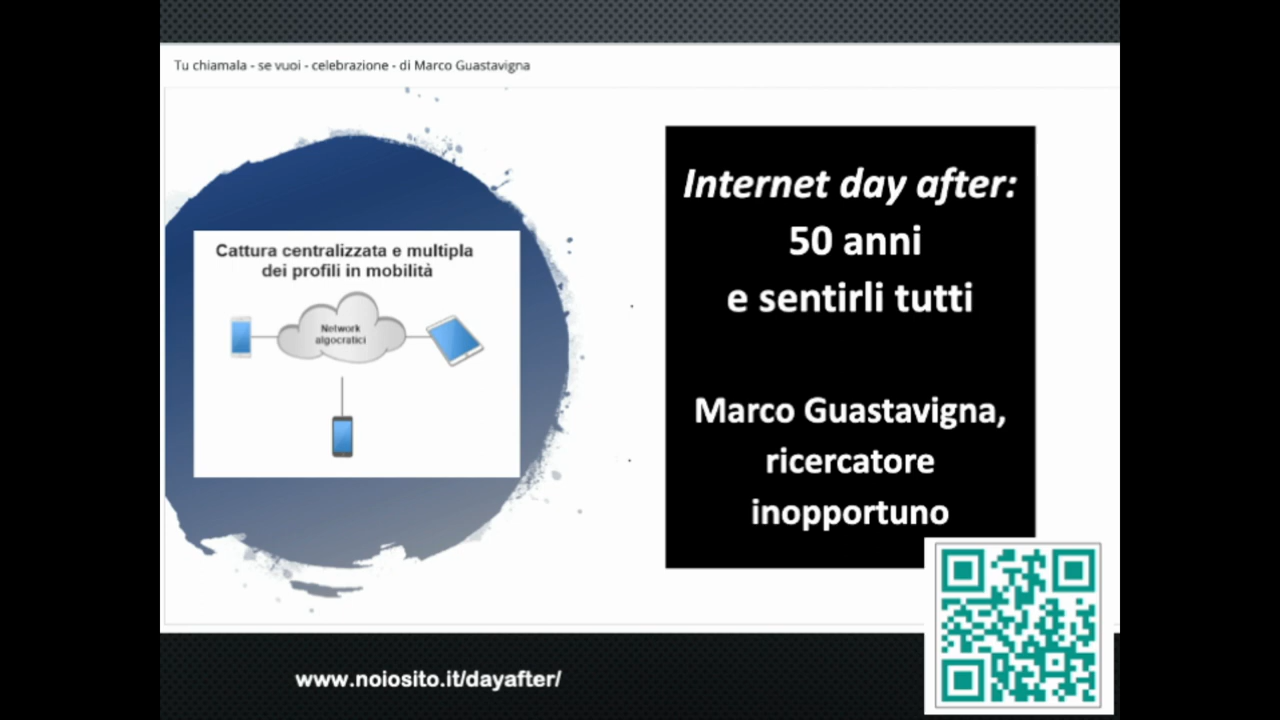 Tu chiamala - se vuoi - celebrazione - di Marco Guastavigna
Cattura centralizzata e multipla
dei profili in mobilità
Network
algocratici
Internet day after:
50 anni
e sentirli tutti
Marco Guastavigna,
ricercatore
inopportuno
www.noiosito.it/dayafter/